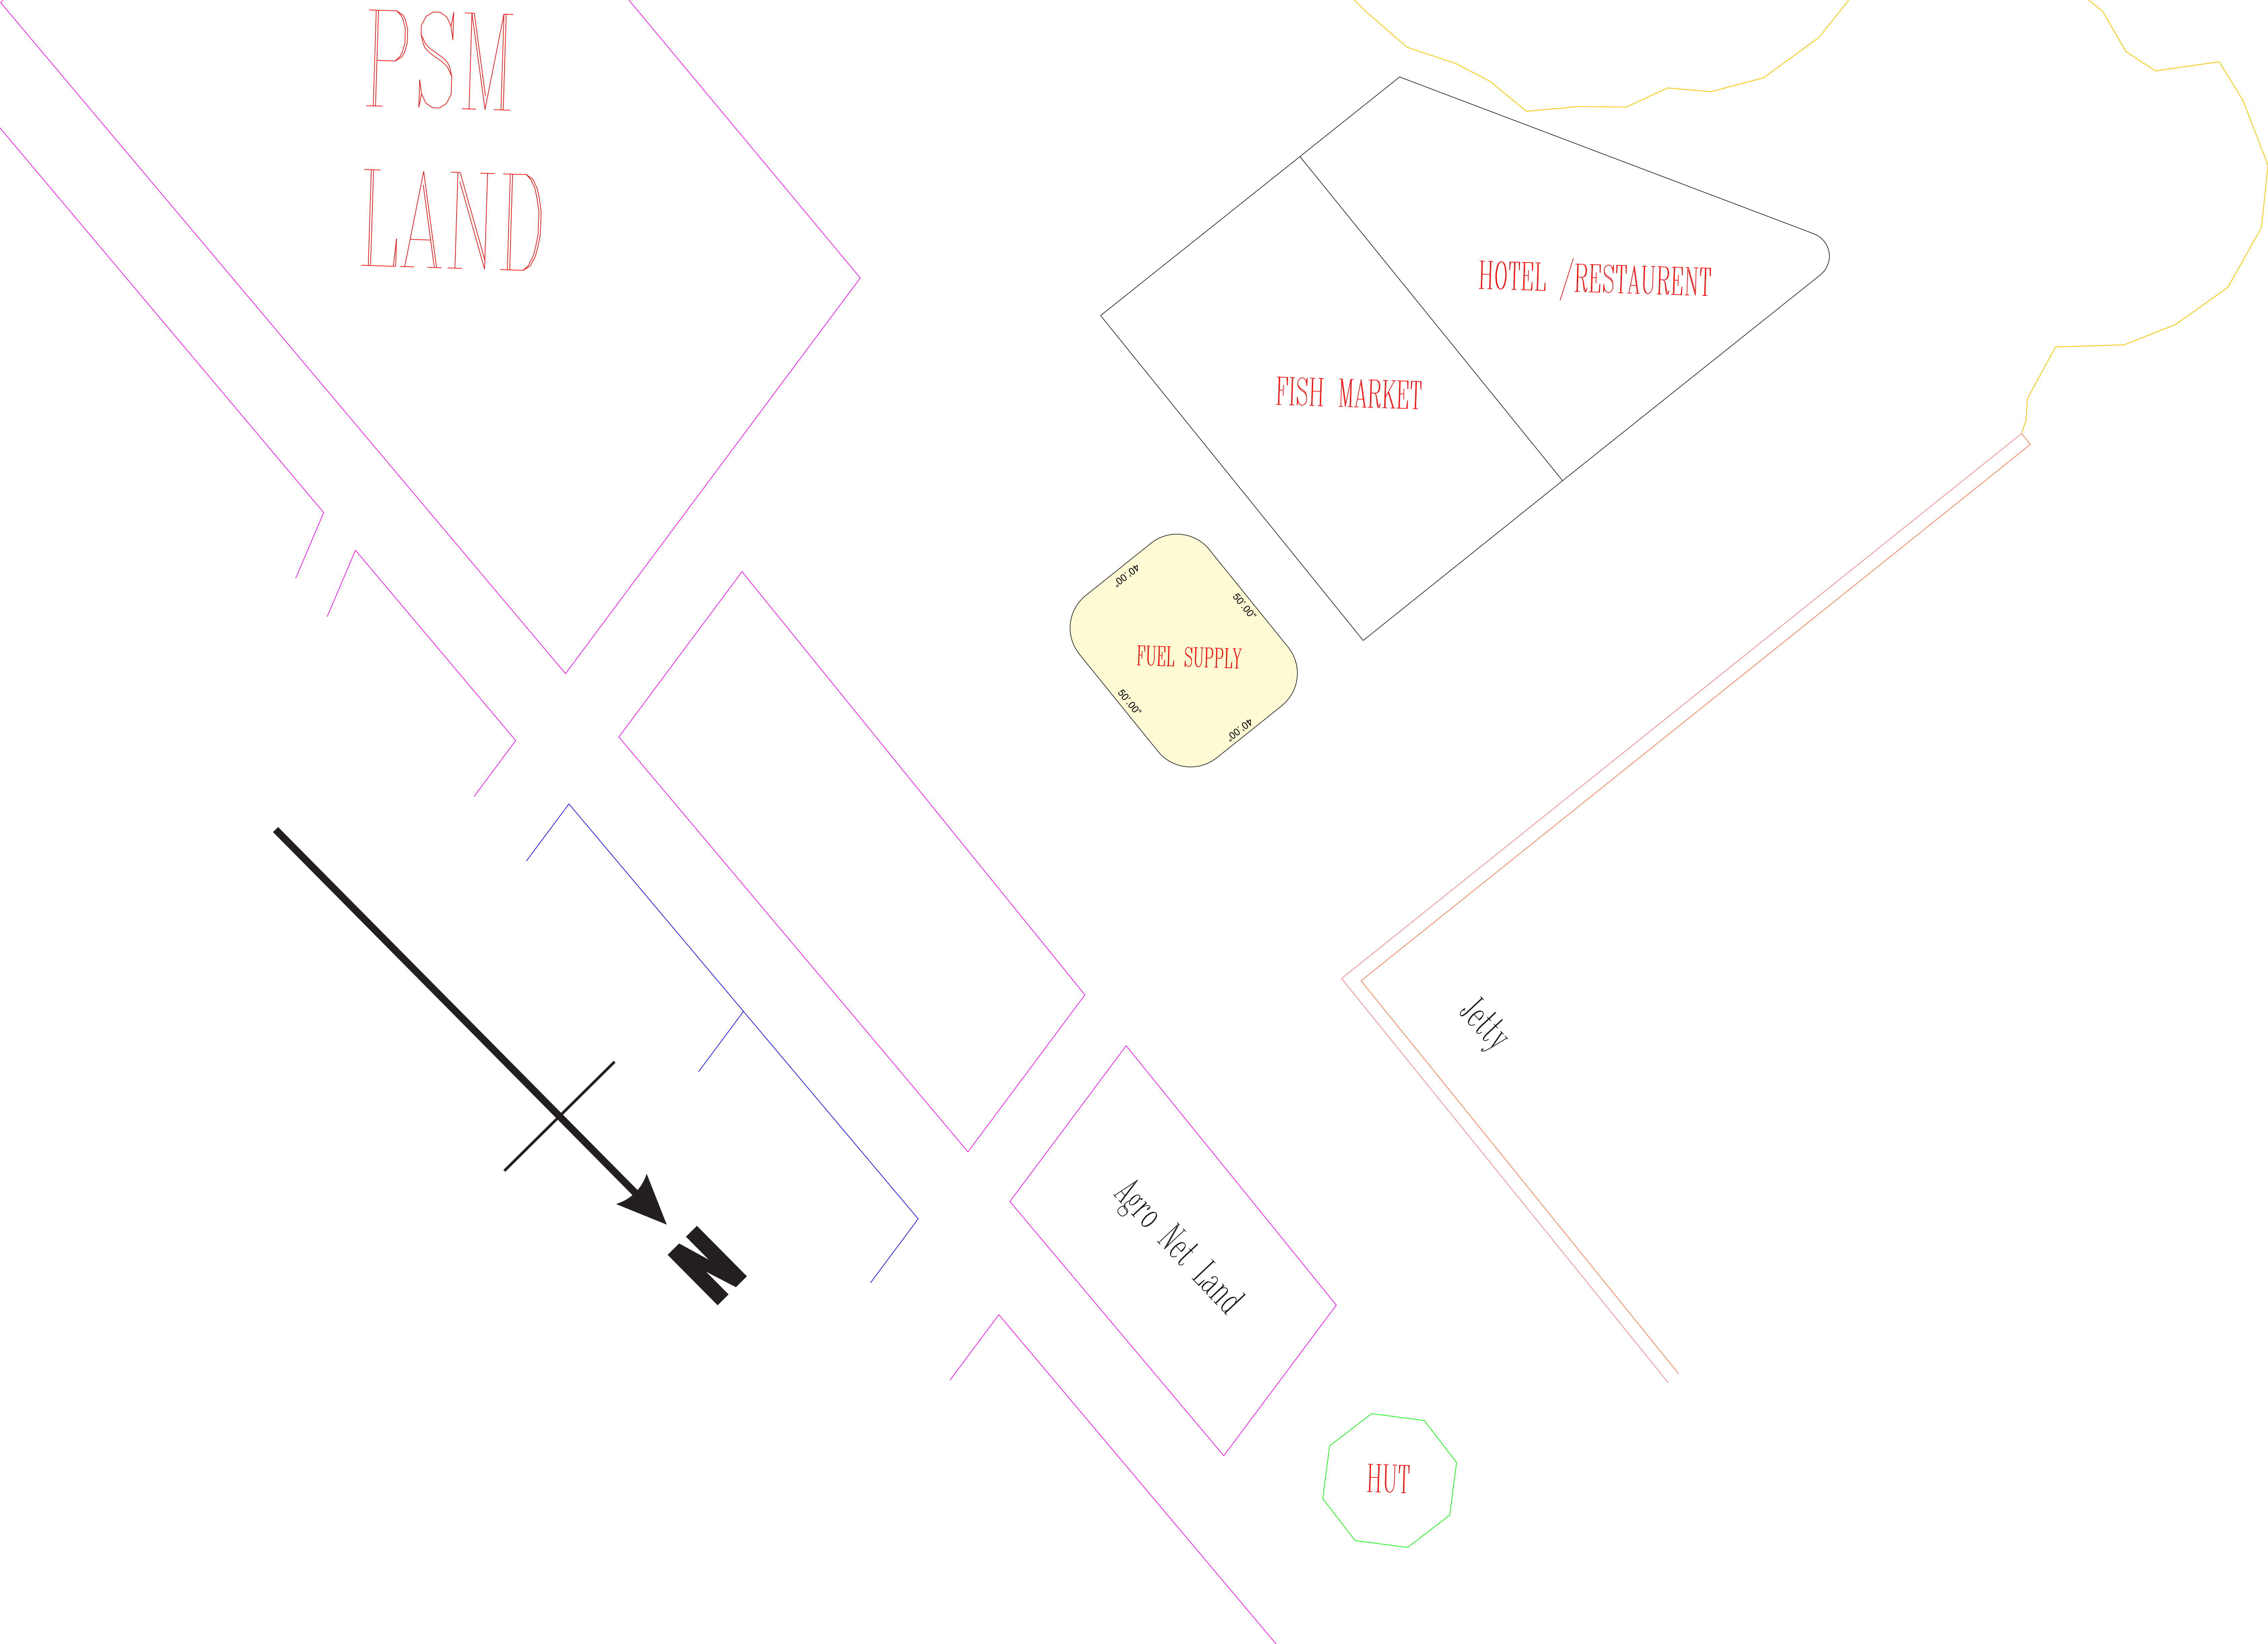 PSM
LAND
HOTEL /RESTAURENT
FISH MARKET
40'.00"
50'.00"
FUEL SUPPLY
50'.00"
40'.00"
Jetty
Agro Net Land
N
HUT